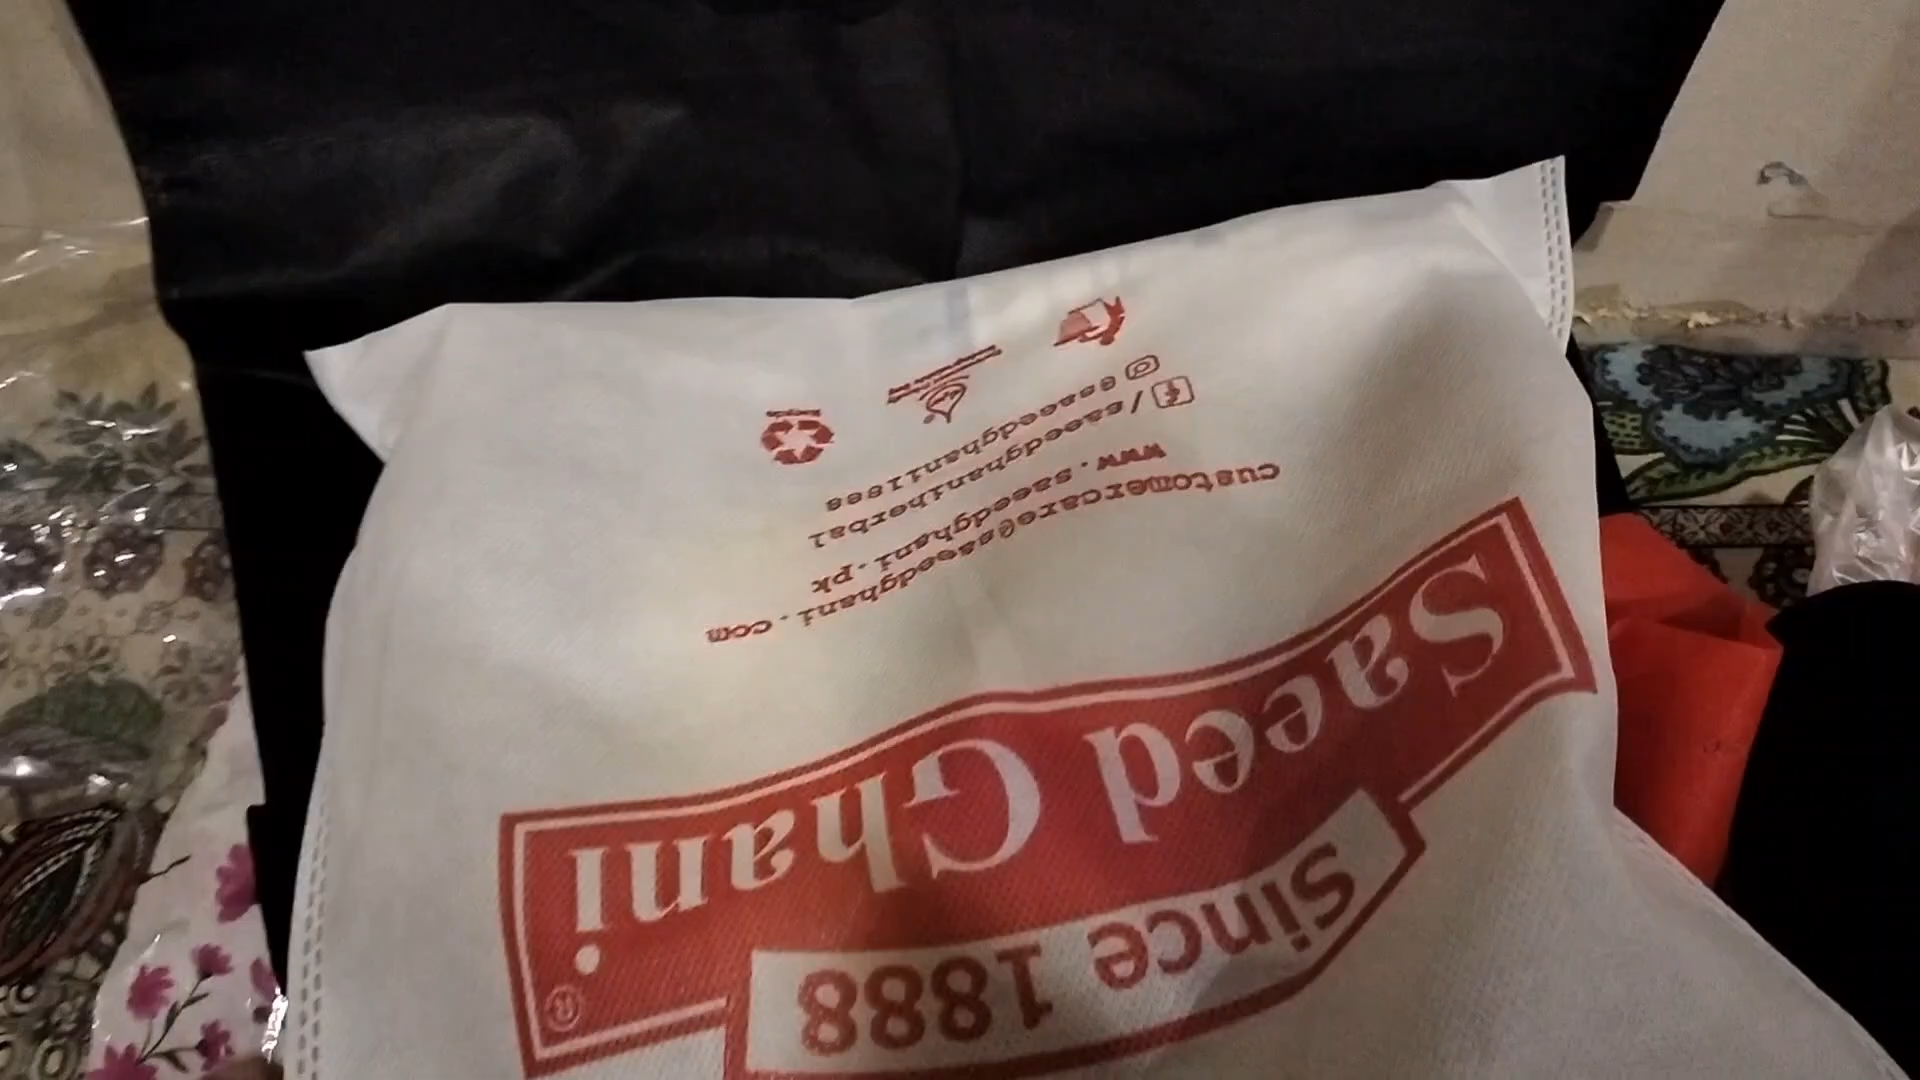 Since 1888
Saeed Ghani®
customercare@saeedghani.com
www.saeedghani.pk
/saeedghaniherbal
@saeedghani1888